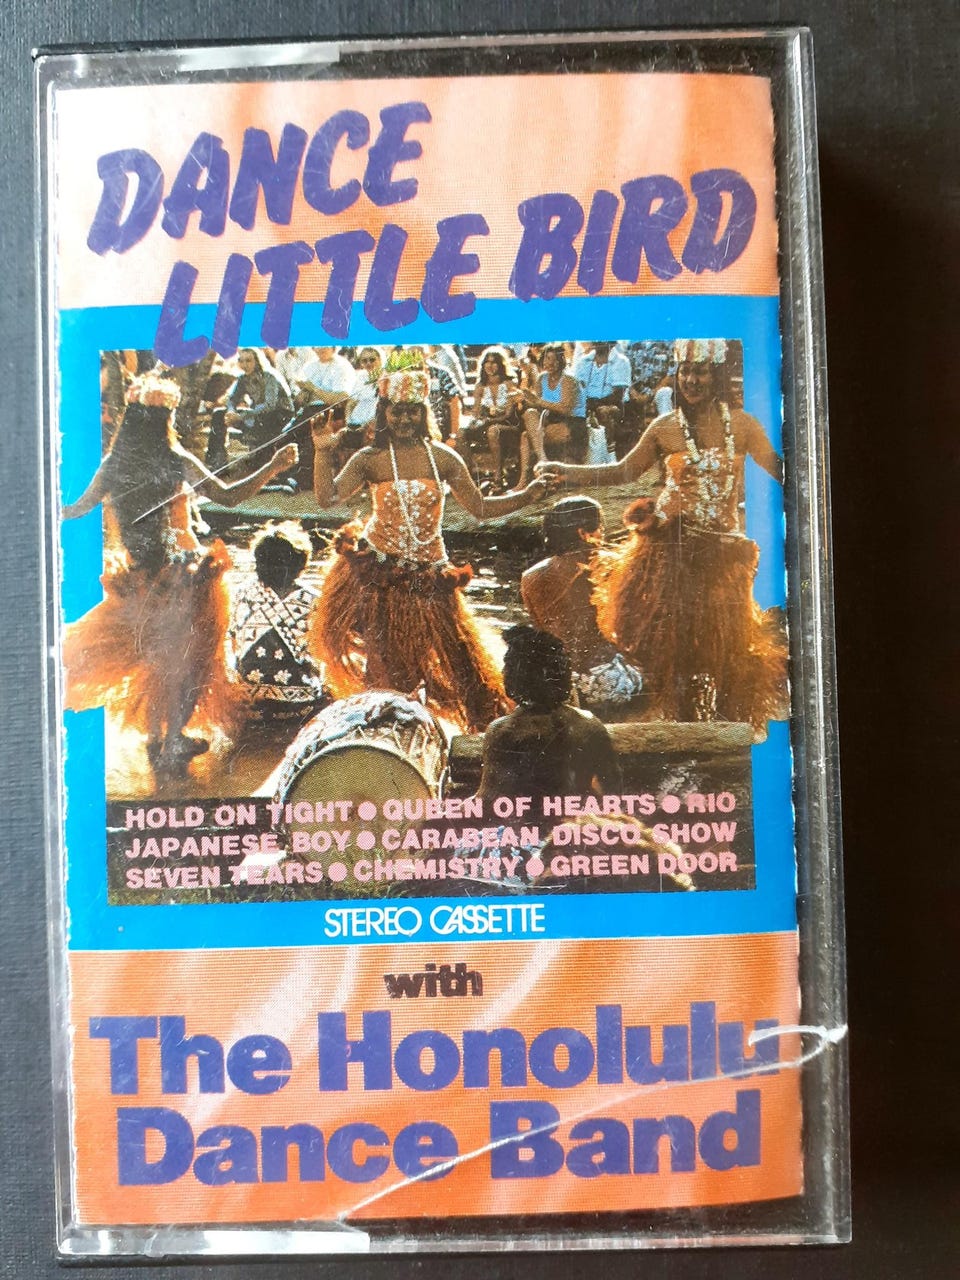 DANCE
LITTLE BIRD
HOLD ON TIGHT ● QUEEN OF HEARTS ● RIO
JAPANESE BOY ● CARABEAN DISCO SHOW
SEVEN TEARS ● CHEMISTRY ● GREEN DOOR
STEREO CASSETTE
with
The Honolulu
Dance Band